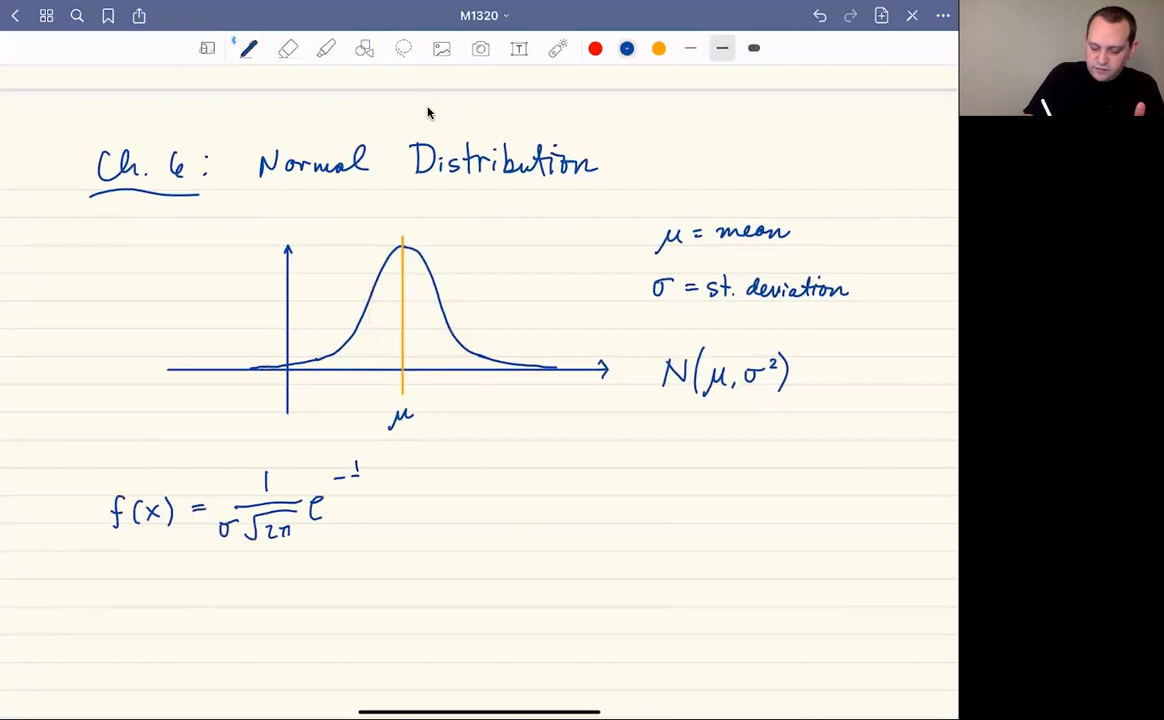 M1320
Ch. 6: Normal Distribution
μ = mean
σ = st. deviation
N(μ, σ²)
μ
f(x) = 1/(σ√2π) e^(-1/